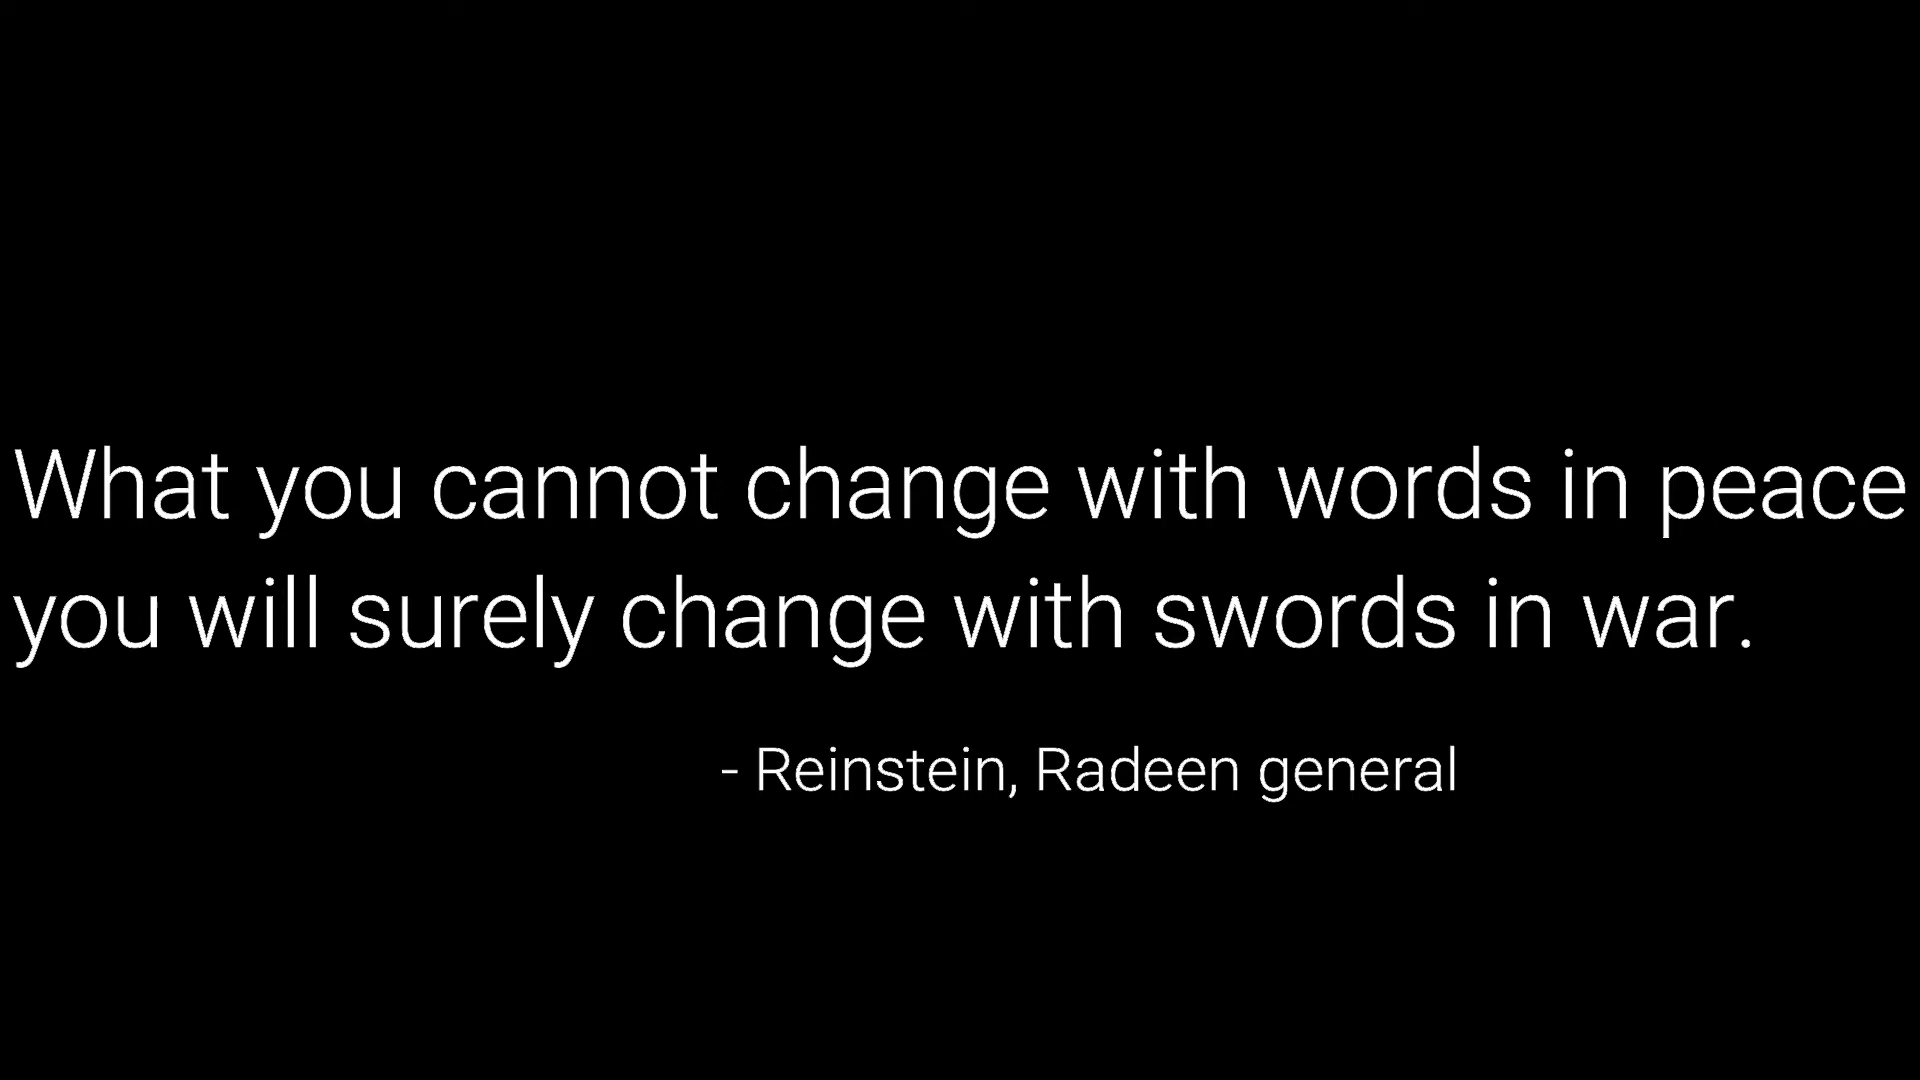 What you cannot change with words in peace
you will surely change with swords in war.
- Reinstein, Radeen general